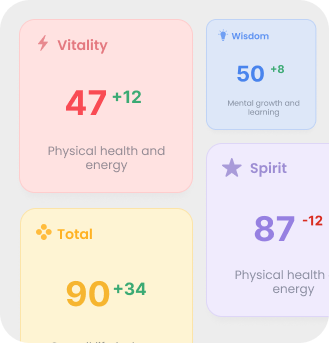 Vitality
47 +12
Physical health and
energy
Wisdom
50 +8
Mental growth and
learning
Spirit
87 -12
Physical health
energy
Total
90 +34